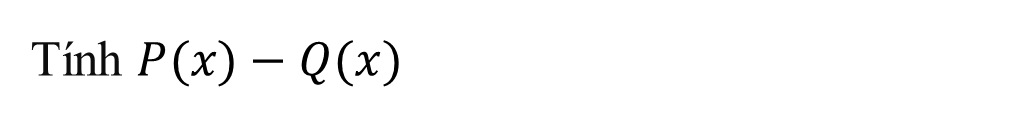 Tính P(x) − Q(x)